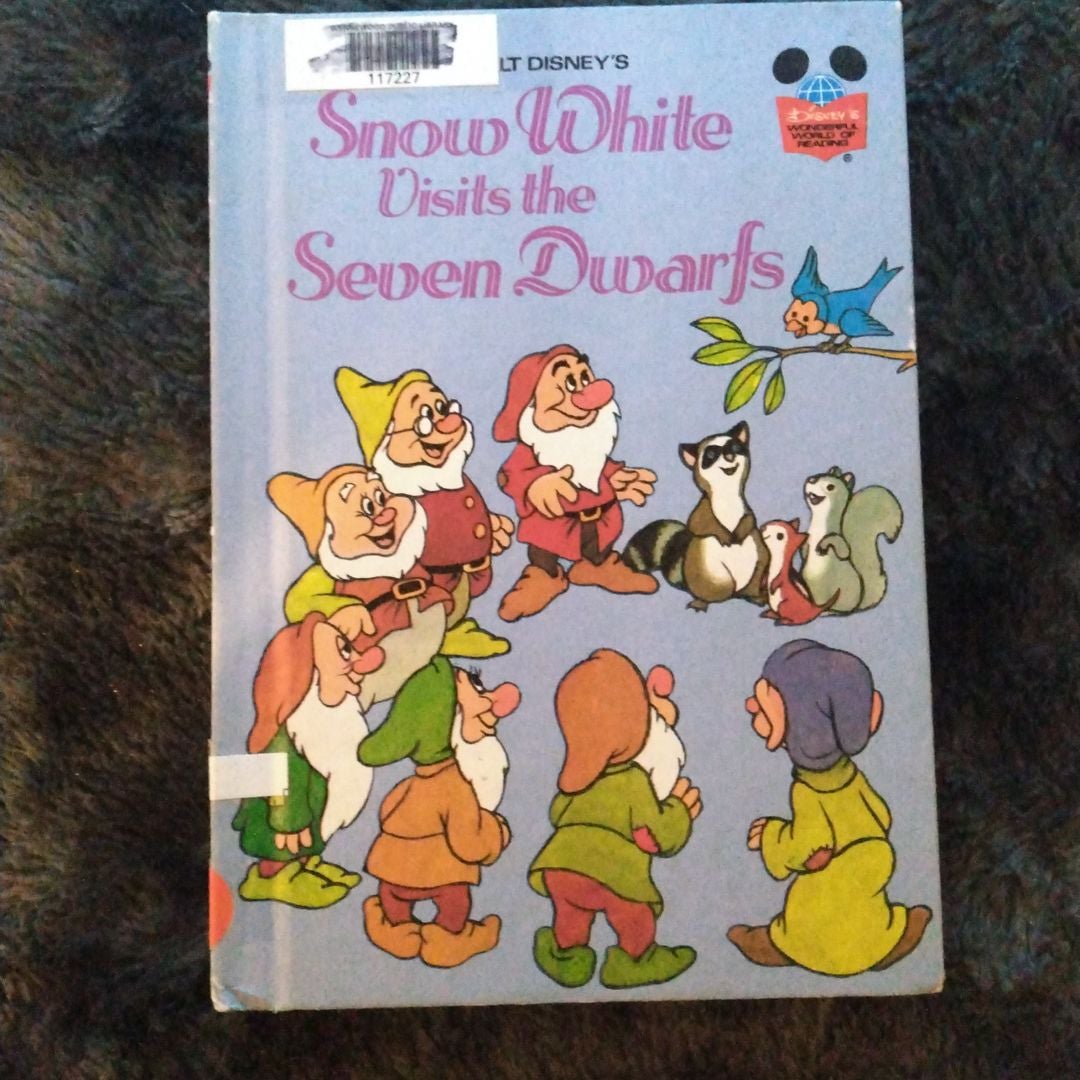 117227
LT DISNEY'S
Snow White
Visits the
Seven Dwarfs
DISNEY'S
WONDERFUL
WORLD OF
READING
®